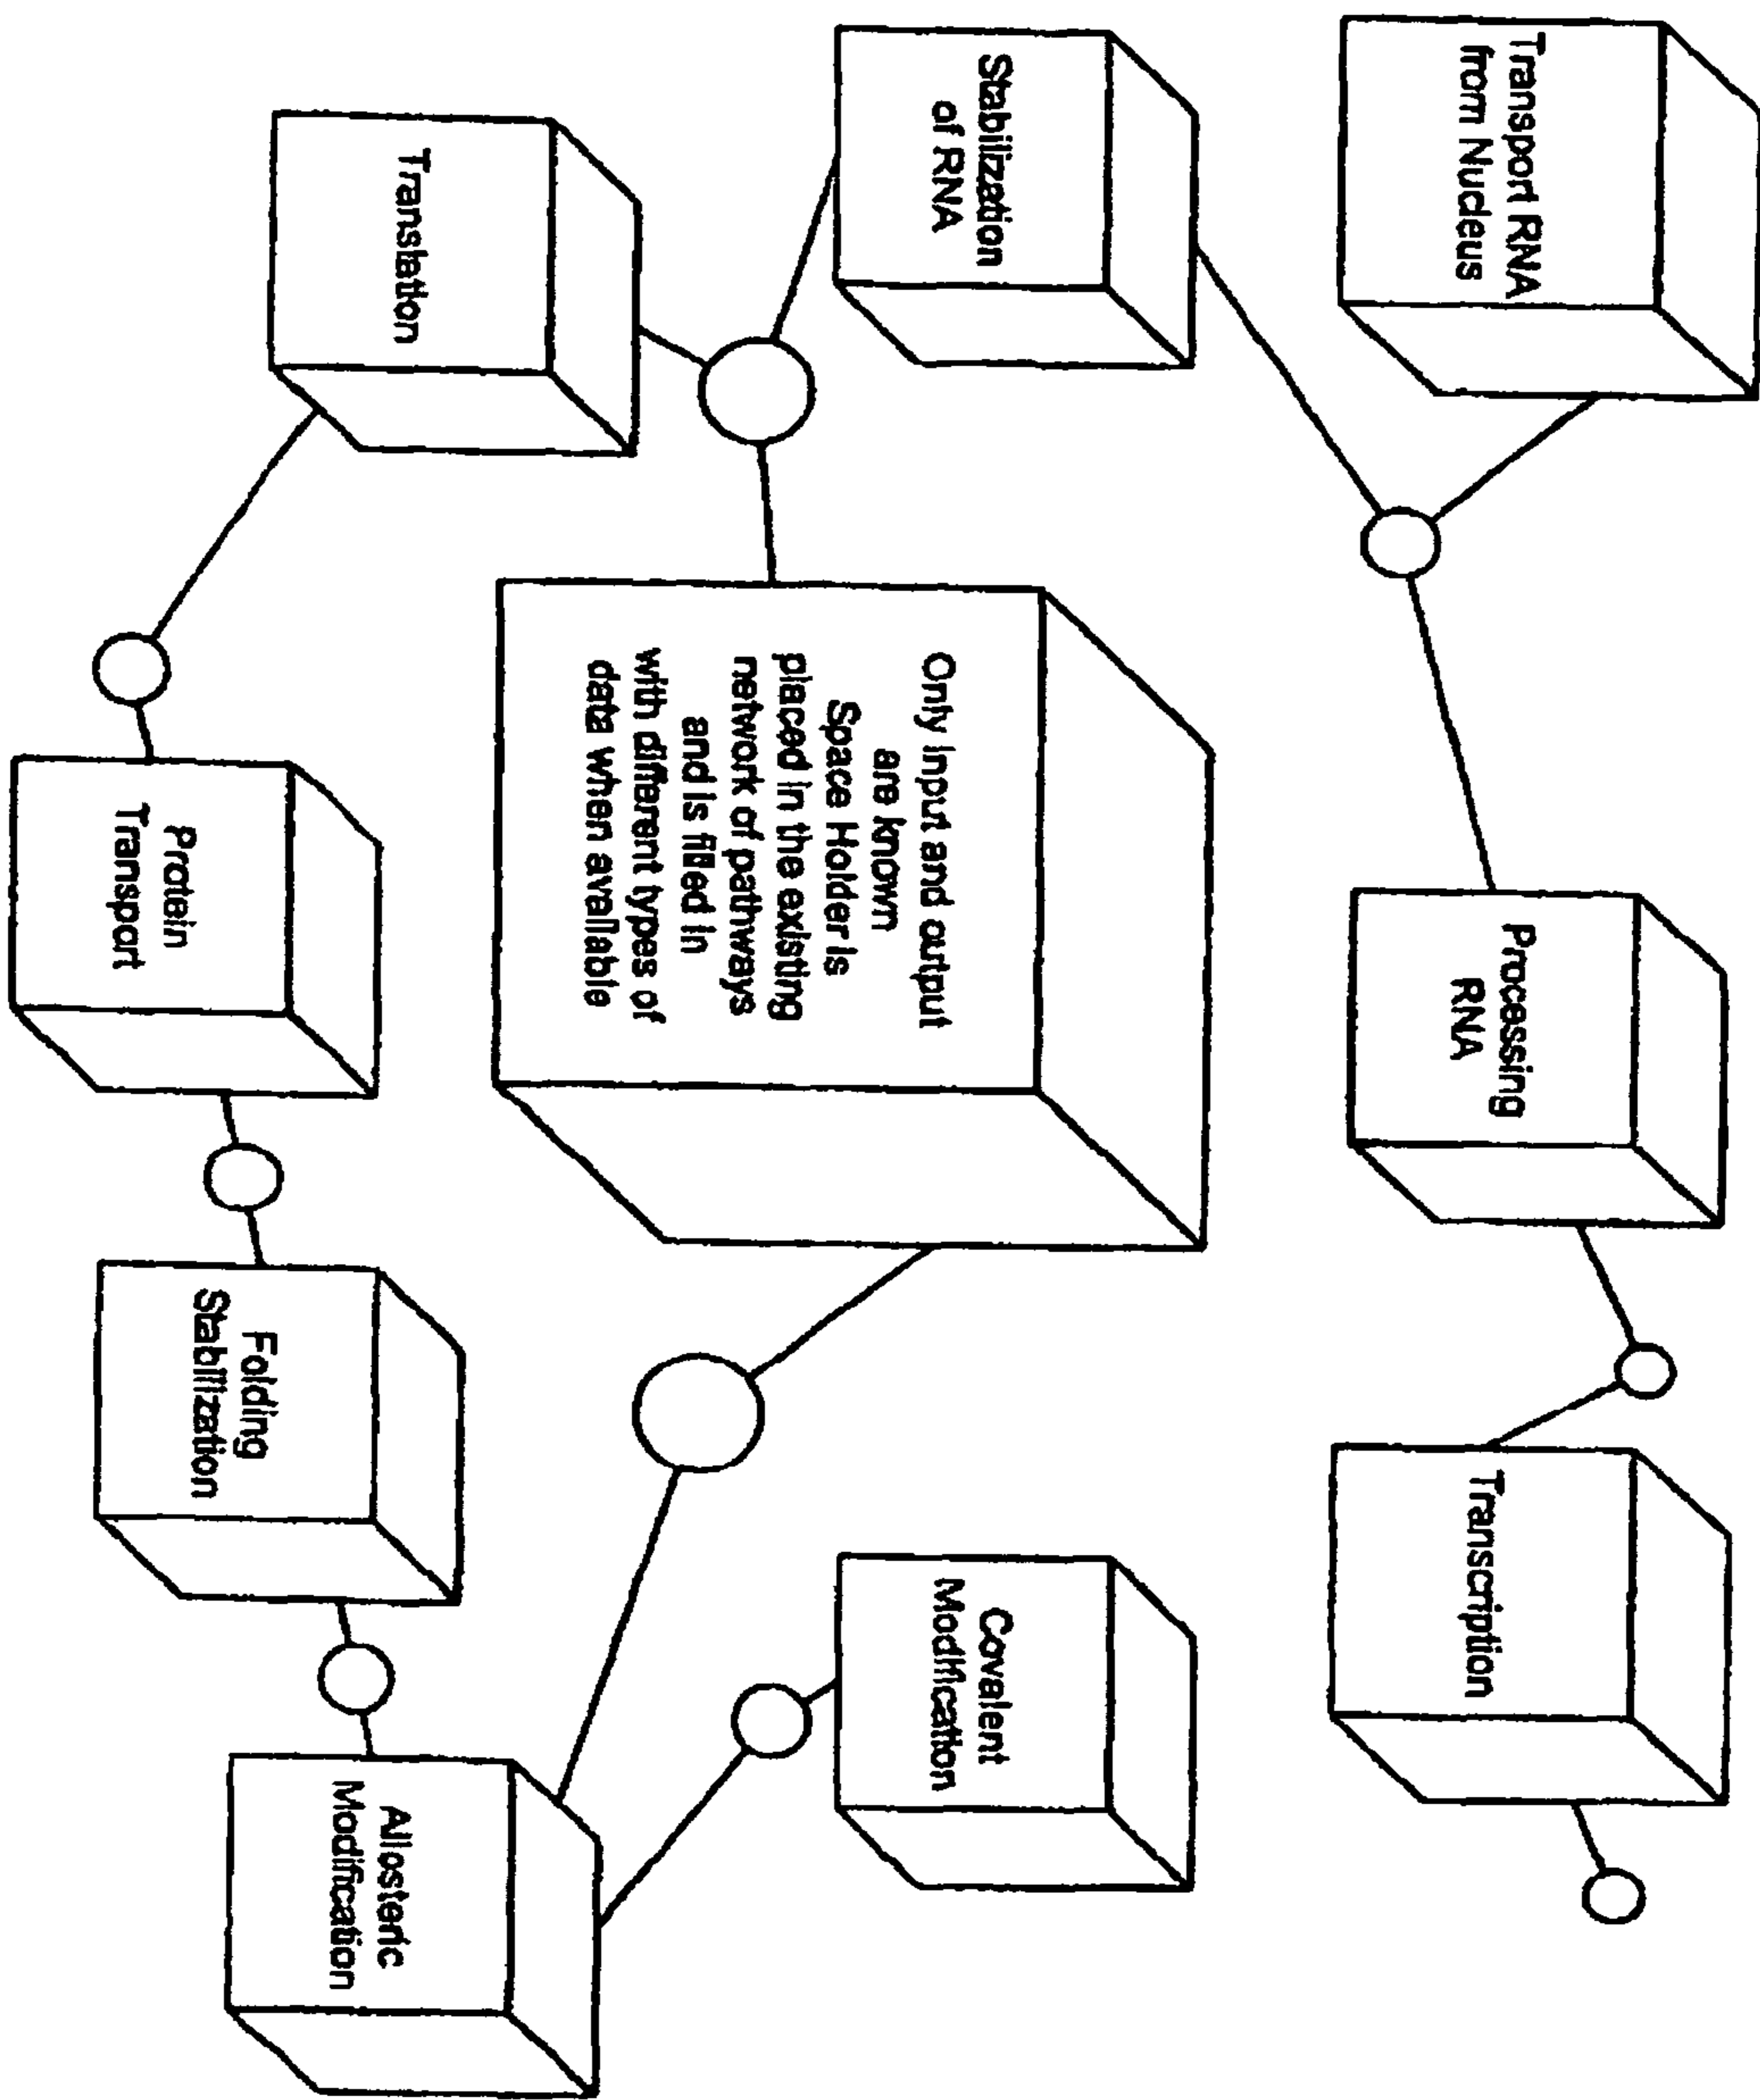 Transport RNA
from Nucleus
Processing
RNA
Transcription
Stabilization
of RNA
Only input and output
are known
Space Holder is
placed in the existing
network of pathways
and is filled in
with different types of
data when available
Covalent
Modification
Translation
Protein
Transport
Folding
Stabilization
Allosteric
Modification